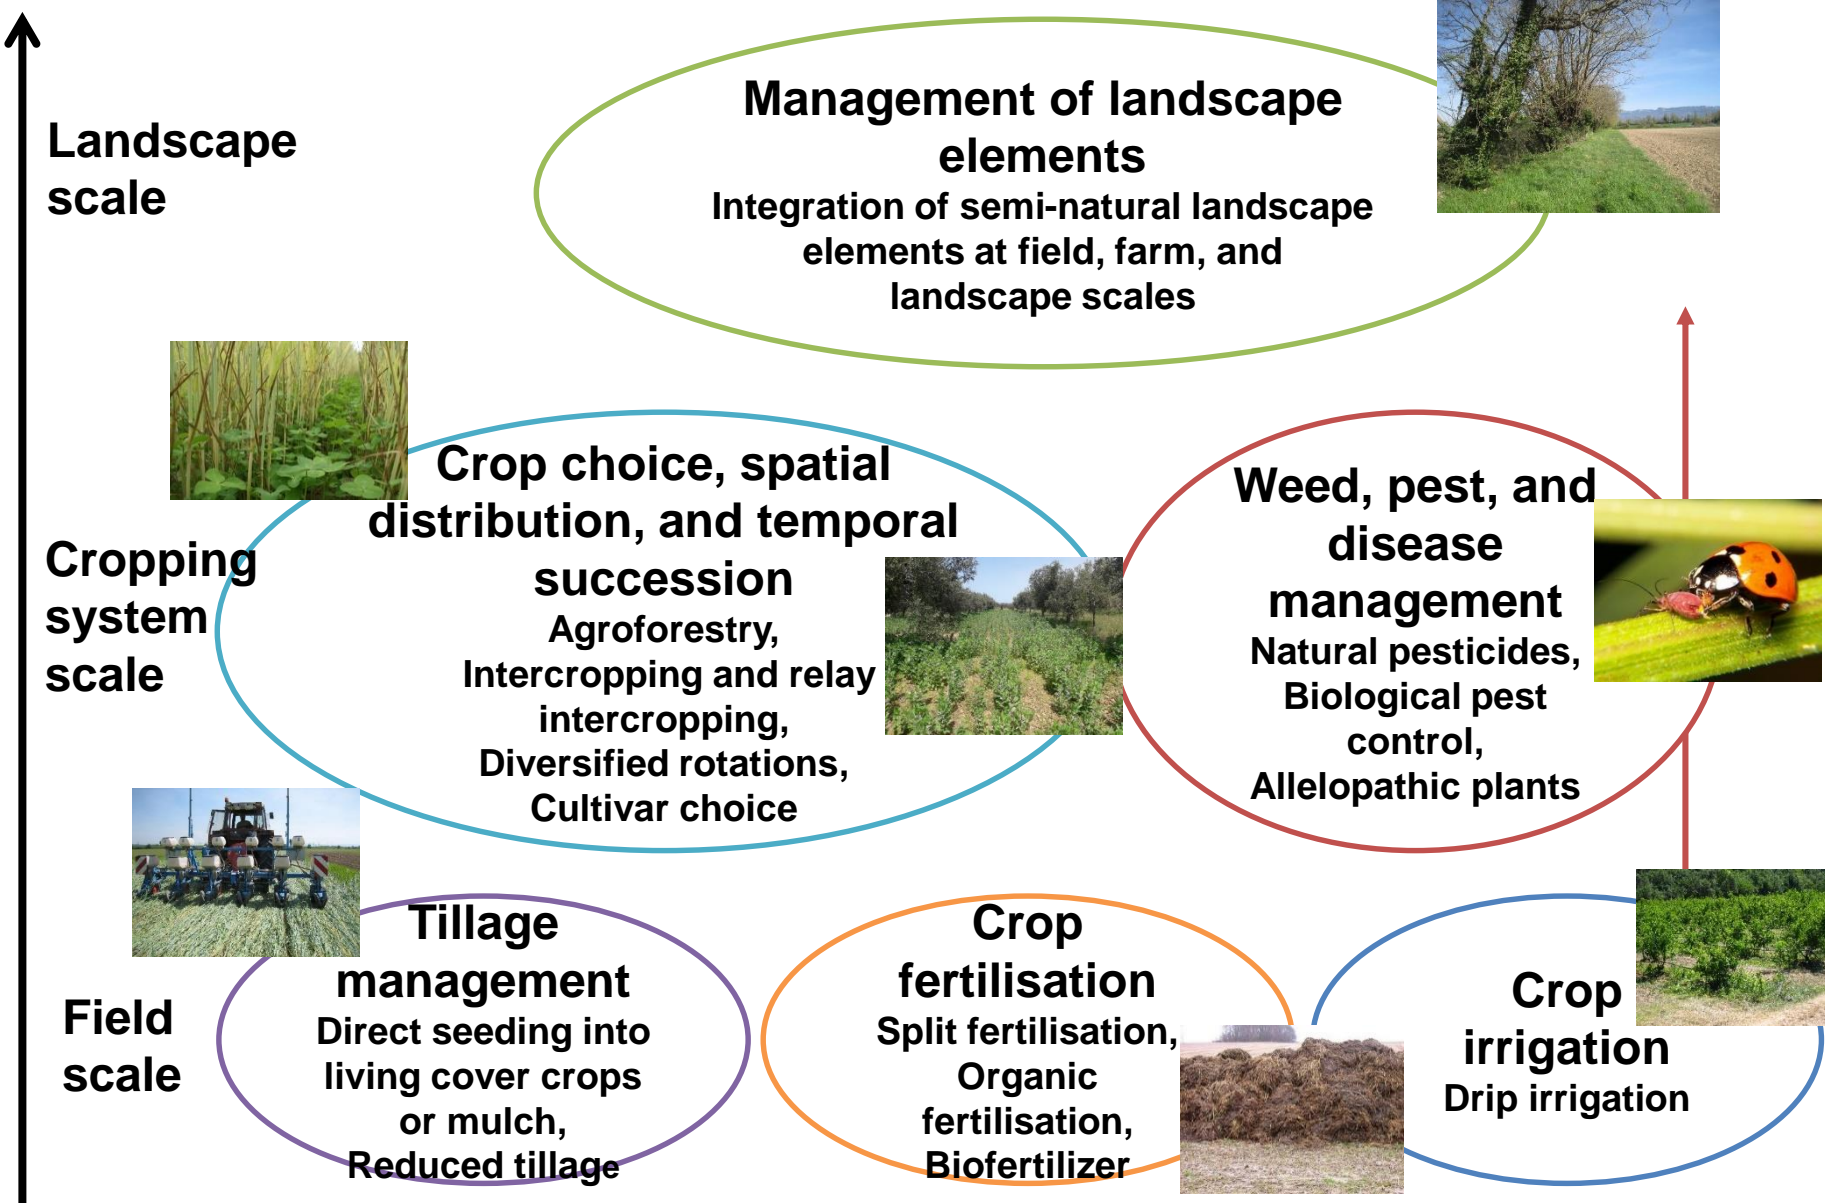 Landscape
scale
Management of landscape
elements
Integration of semi-natural landscape
elements at field, farm, and
landscape scales
Cropping
system
scale
Crop choice, spatial
distribution, and temporal
succession
Agroforestry,
Intercropping and relay
intercropping,
Diversified rotations,
Cultivar choice
Weed, pest, and
disease
management
Natural pesticides,
Biological pest
control,
Allelopathic plants
Field
scale
Tillage
management
Direct seeding into
living cover crops
or mulch,
Reduced tillage
Crop
fertilisation
Split fertilisation,
Organic
fertilisation,
Biofertilizer
Crop
irrigation
Drip irrigation